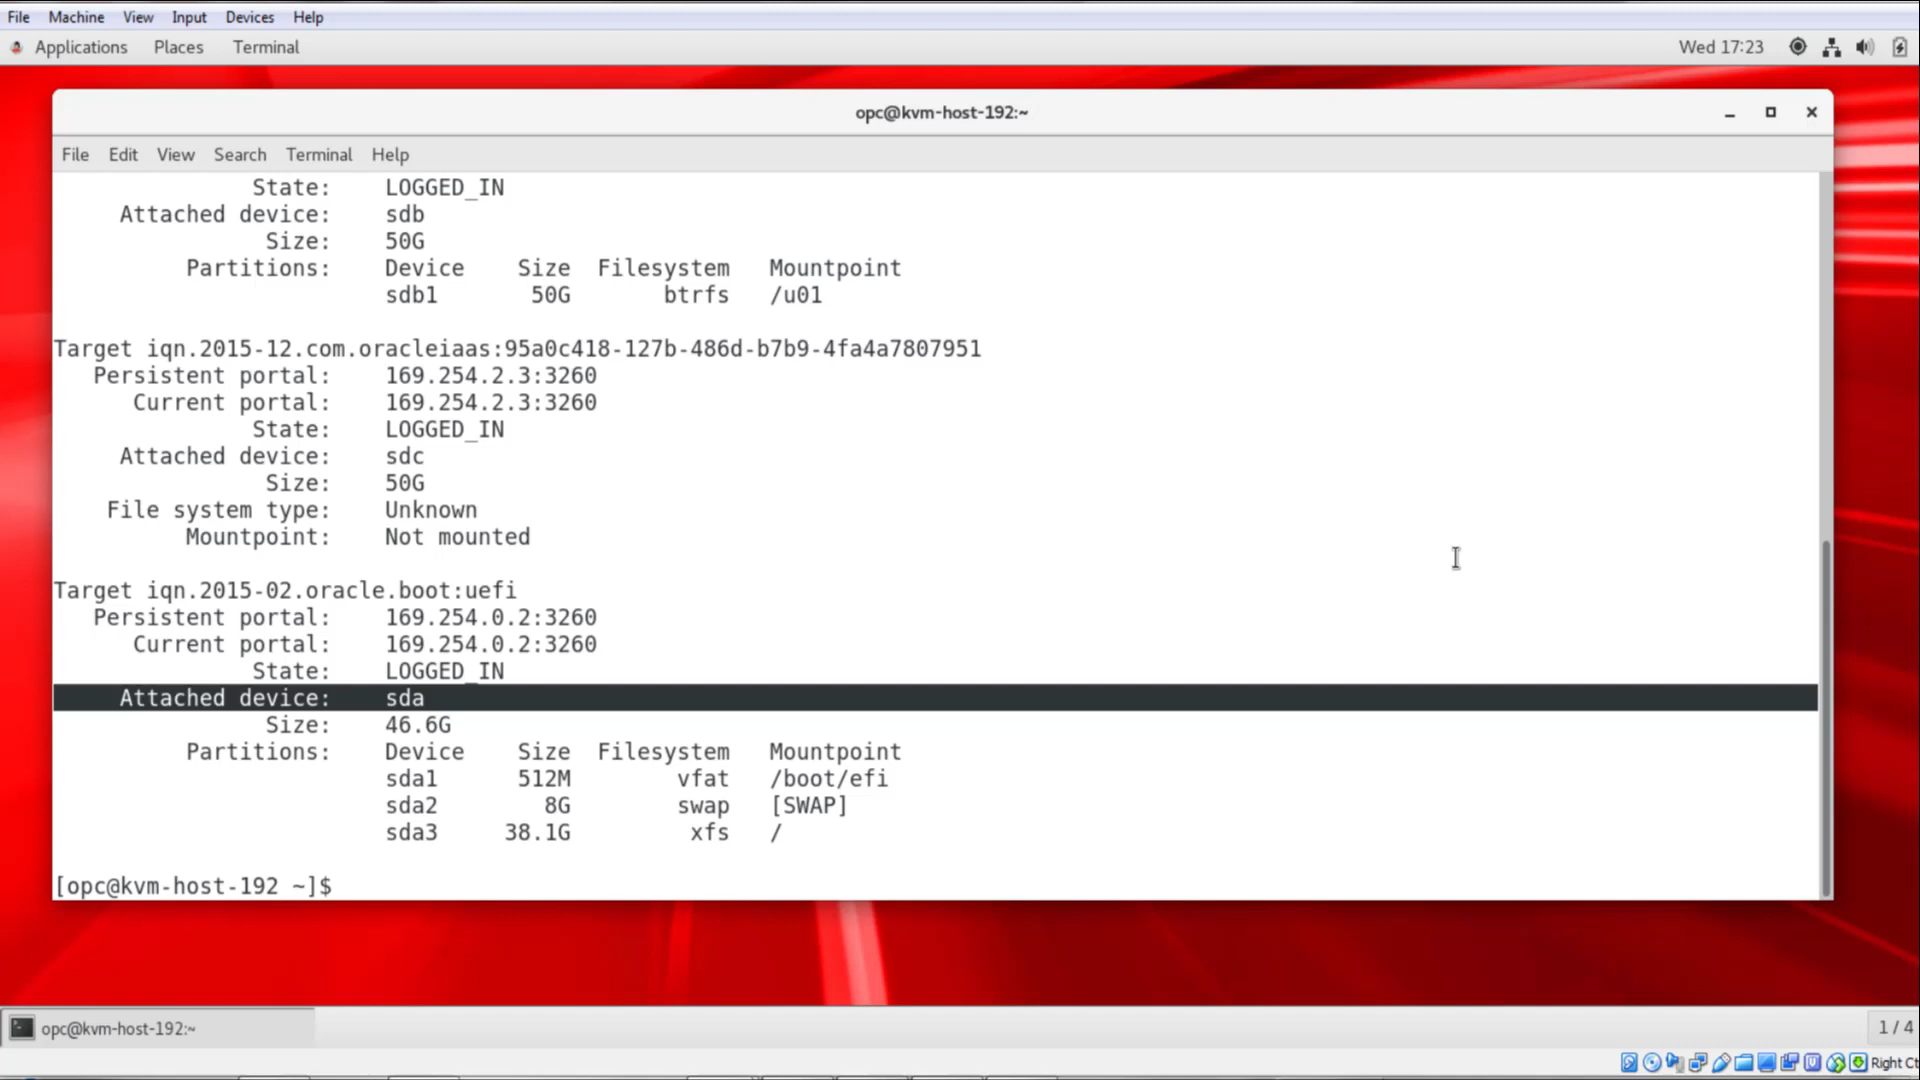 File Machine View Input Devices Help
Applications Places Terminal Wed 17:23
opc@kvm-host-192:~
File Edit View Search Terminal Help
State: LOGGED_IN
Attached device: sdb
Size: 50G
Partitions: Device Size Filesystem Mountpoint
sdb1 50G btrfs /u01
Target iqn.2015-12.com.oracleiaas:95a0c418-127b-486d-b7b9-4fa4a7807951
Persistent portal: 169.254.2.3:3260
Current portal: 169.254.2.3:3260
State: LOGGED_IN
Attached device: sdc
Size: 50G
File system type: Unknown
Mountpoint: Not mounted
Target iqn.2015-02.oracle.boot:uefi
Persistent portal: 169.254.0.2:3260
Current portal: 169.254.0.2:3260
State: LOGGED_IN
Attached device: sda
Size: 46.6G
Partitions: Device Size Filesystem Mountpoint
sda1 512M vfat /boot/efi
sda2 8G swap [SWAP]
sda3 38.1G xfs /
[opc@kvm-host-192 ~]$
opc@kvm-host-192:~ 1 / 4
Right Ct